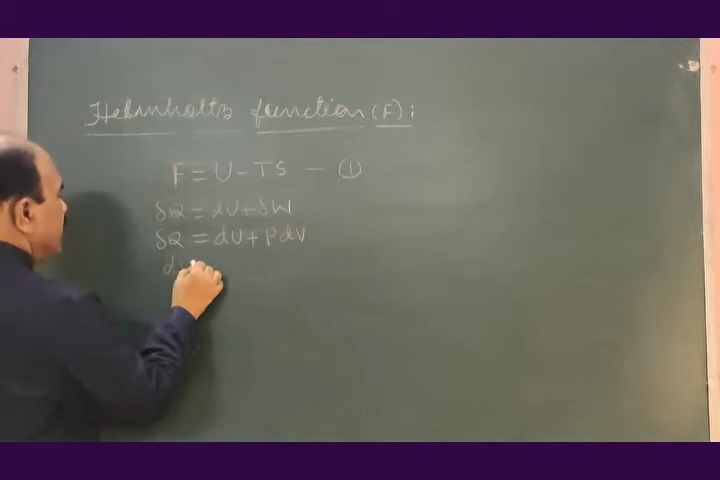 Helmholtz function (F):
F = U - TS - ①
δQ = dU + δW
δQ = dU + PdV